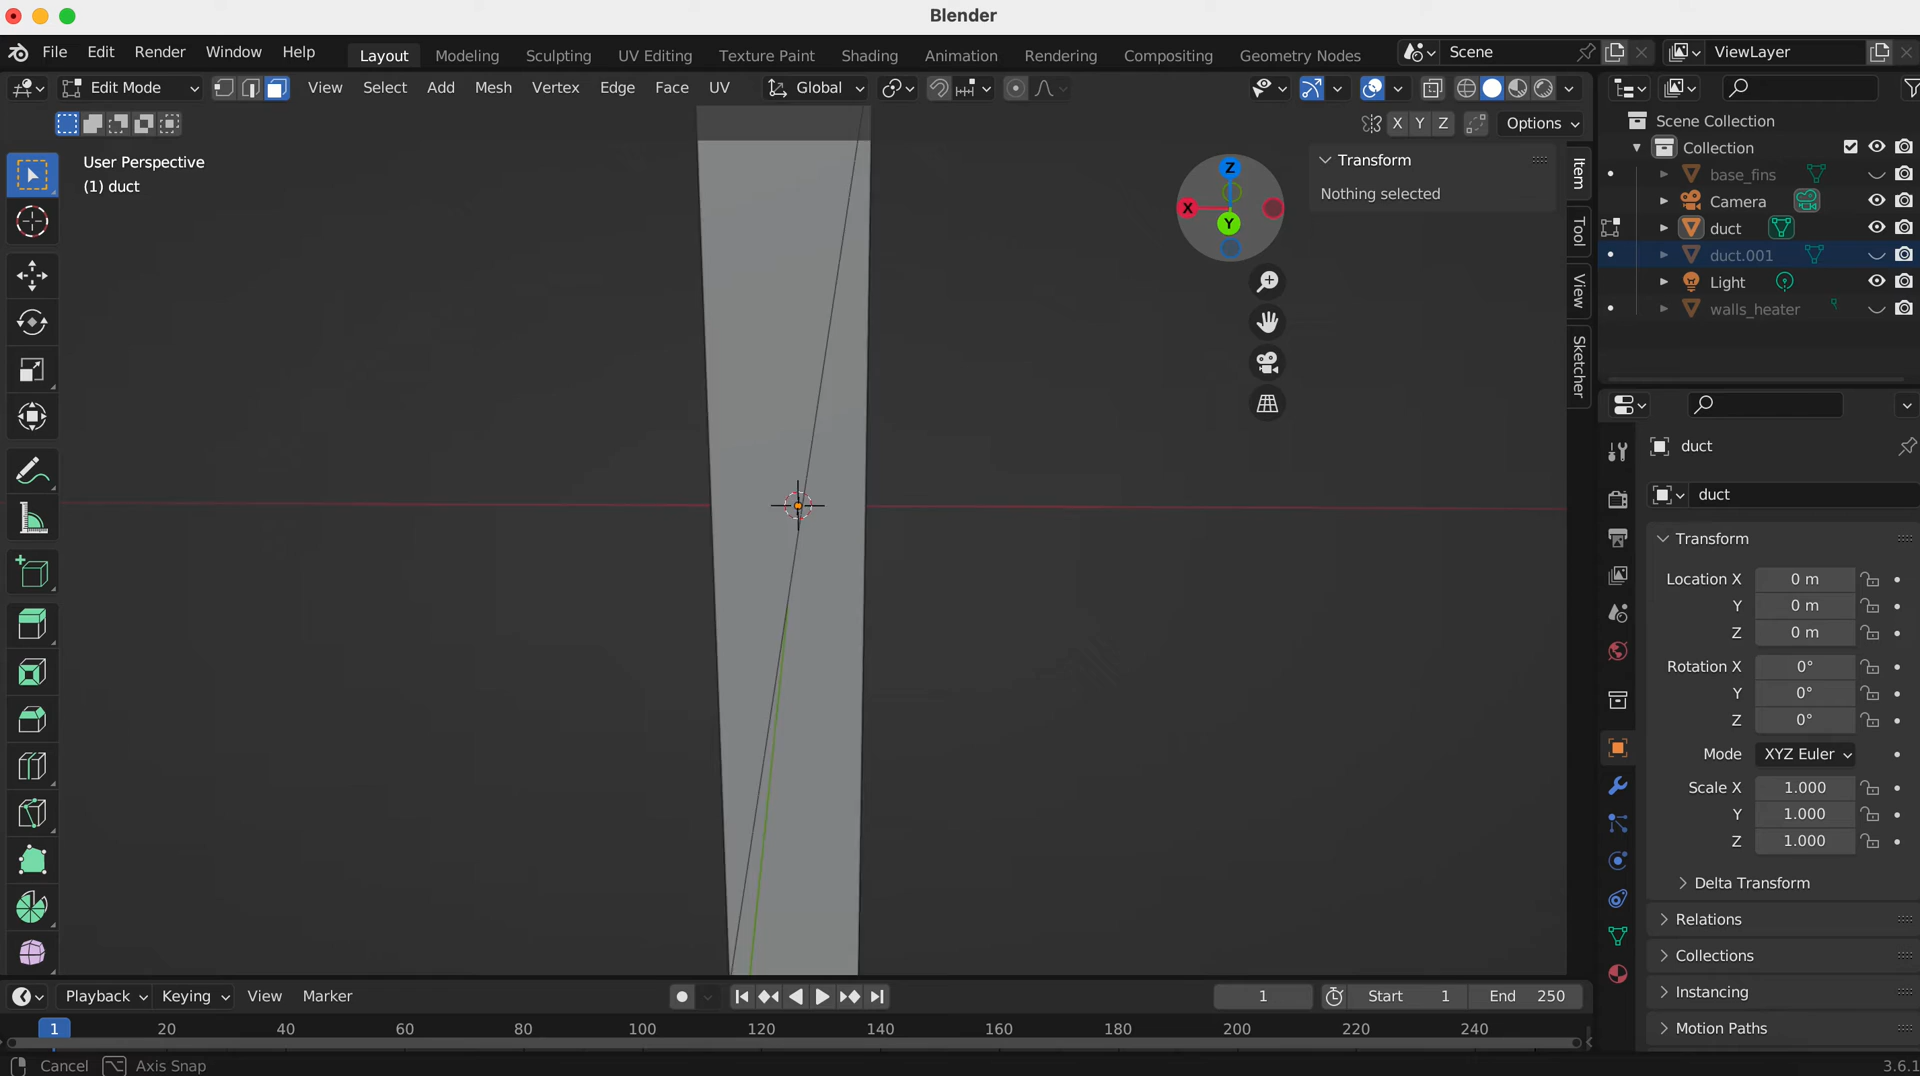 Blender
File Edit Render Window Help Layout Modeling Sculpting UV Editing Texture Paint Shading Animation Rendering Compositing Geometry Nodes Scene ViewLayer
Edit Mode View Select Add Mesh Vertex Edge Face UV Global
X Y Z Options
User Perspective
(1) duct
Z
X
Y
Transform
Nothing selected
Item
Tool
View
Sketcher
Scene Collection
Collection
base_fins
Camera
duct
duct.001
Light
walls_heater
duct
duct
Transform
Location X 0 m
Y 0 m
Z 0 m
Rotation X 0°
Y 0°
Z 0°
Mode XYZ Euler
Scale X 1.000
Y 1.000
Z 1.000
Delta Transform
Relations
Collections
Instancing
Motion Paths
Playback Keying View Marker 1 Start 1 End 250
1 20 40 60 80 100 120 140 160 180 200 220 240
Cancel Axis Snap 3.6.1